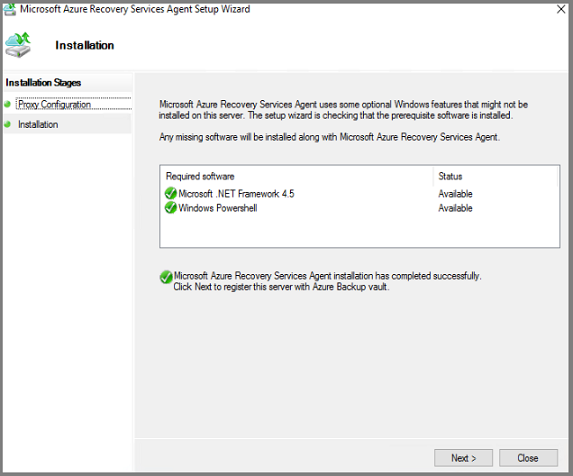 Microsoft Azure Recovery Services Agent Setup Wizard
Installation
Installation Stages
Proxy Configuration
Installation
Microsoft Azure Recovery Services Agent uses some optional Windows features that might not be
installed on this server. The setup wizard is checking that the prerequisite software is installed.
Any missing software will be installed along with Microsoft Azure Recovery Services Agent.
Required software Status
Microsoft .NET Framework 4.5 Available
Windows Powershell Available
Microsoft Azure Recovery Services Agent installation has completed successfully.
Click Next to register this server with Azure Backup vault.
Next > Close